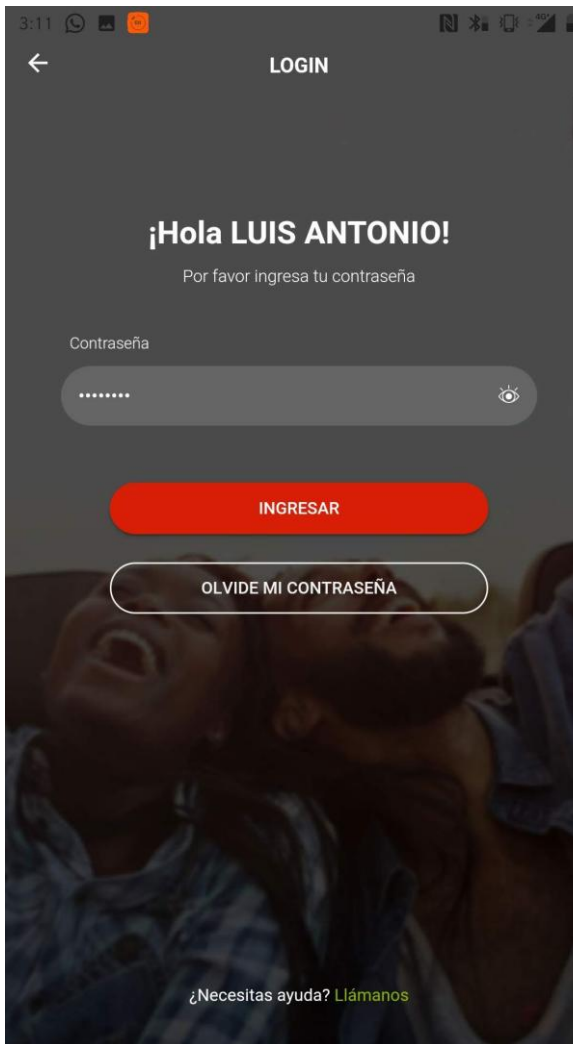 3:11
LOGIN
¡Hola LUIS ANTONIO!
Por favor ingresa tu contraseña
Contraseña
••••••••
INGRESAR
OLVIDE MI CONTRASEÑA
¿Necesitas ayuda? Llámanos